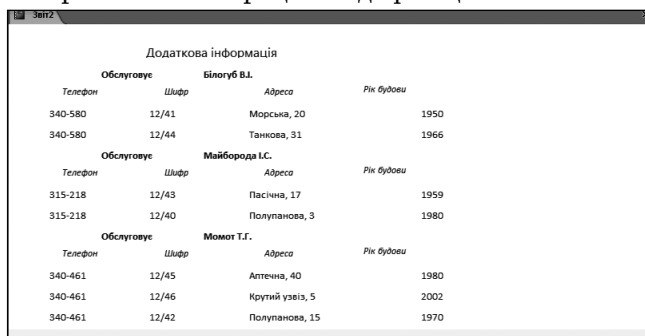 Звіт2
Додаткова інформація
Обслуговує Білогуб В.І.
Телефон Шифр Адреса Рік будови
340-580 12/41 Морська, 20 1950
340-580 12/44 Танкова, 31 1966
Обслуговує Майборода І.С.
Телефон Шифр Адреса Рік будови
315-218 12/43 Пасічна, 17 1959
315-218 12/40 Полупанова, 3 1980
Обслуговує Момот Т.Г.
Телефон Шифр Адреса Рік будови
340-461 12/45 Аптечна, 40 1980
340-461 12/46 Крутий узвіз, 5 2002
340-461 12/42 Полупанова, 15 1970